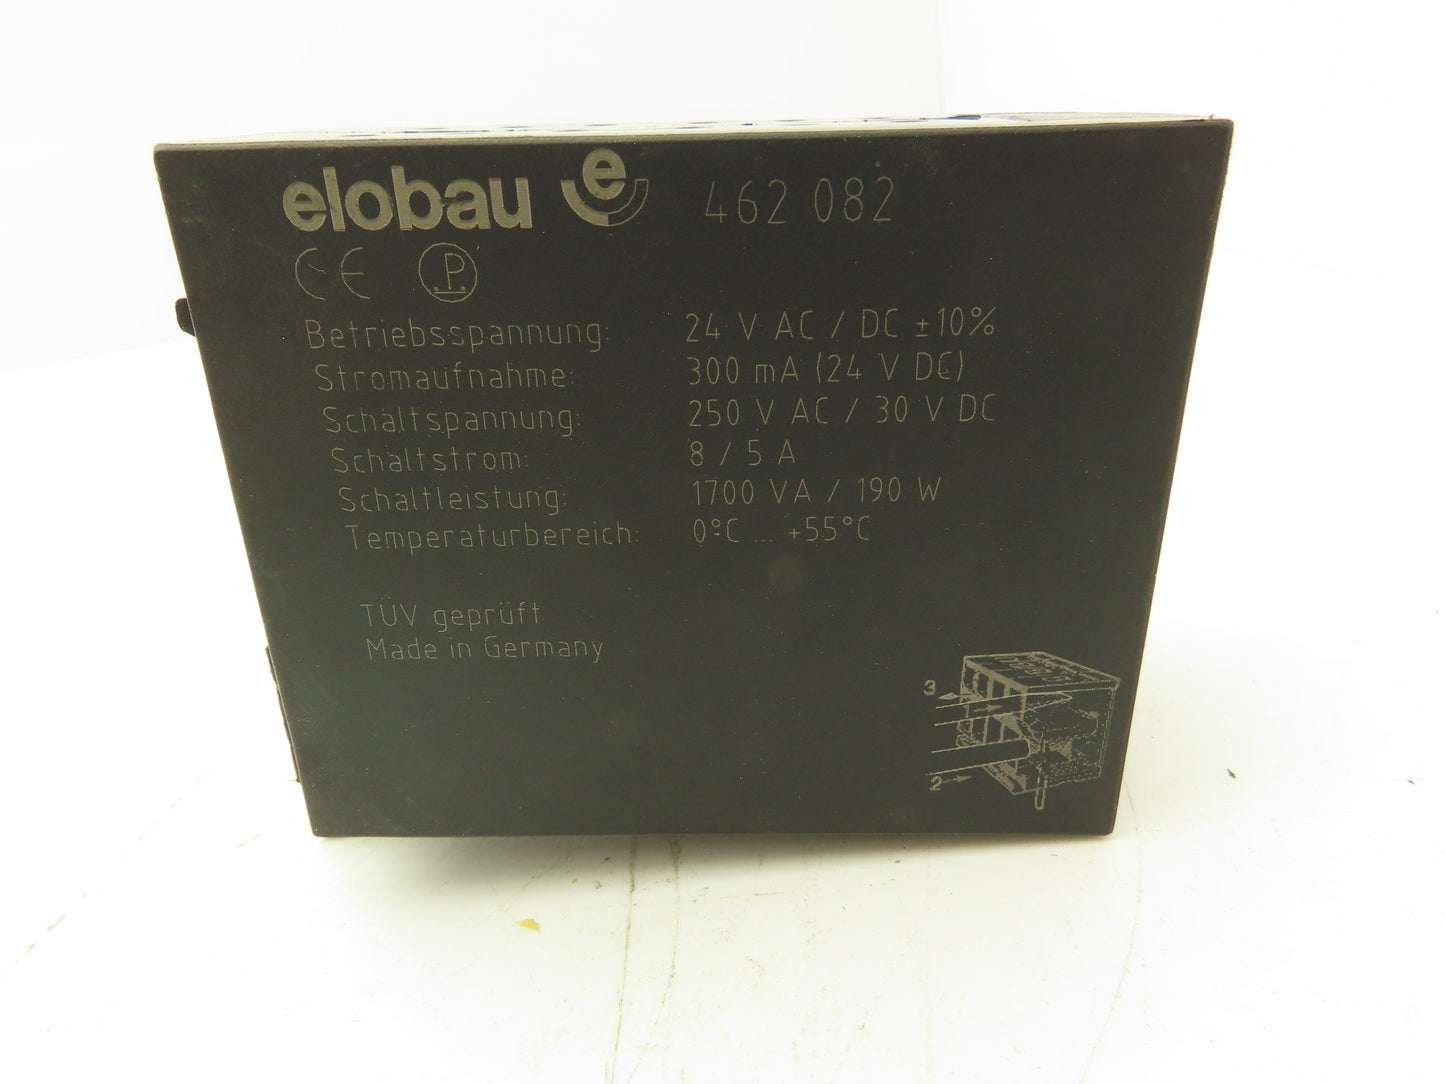 elobau e 462 082
CE .P.
Betriebsspannung: 24 V AC / DC ±10%
Stromaufnahme: 300 mA (24 V DC)
Schaltspannung: 250 V AC / 30 V DC
Schaltstrom: 8 / 5 A
Schaltleistung: 1700 VA / 190 W
Temperaturbereich: 0°C ... +55°C
TÜV geprüft
Made in Germany
3
2